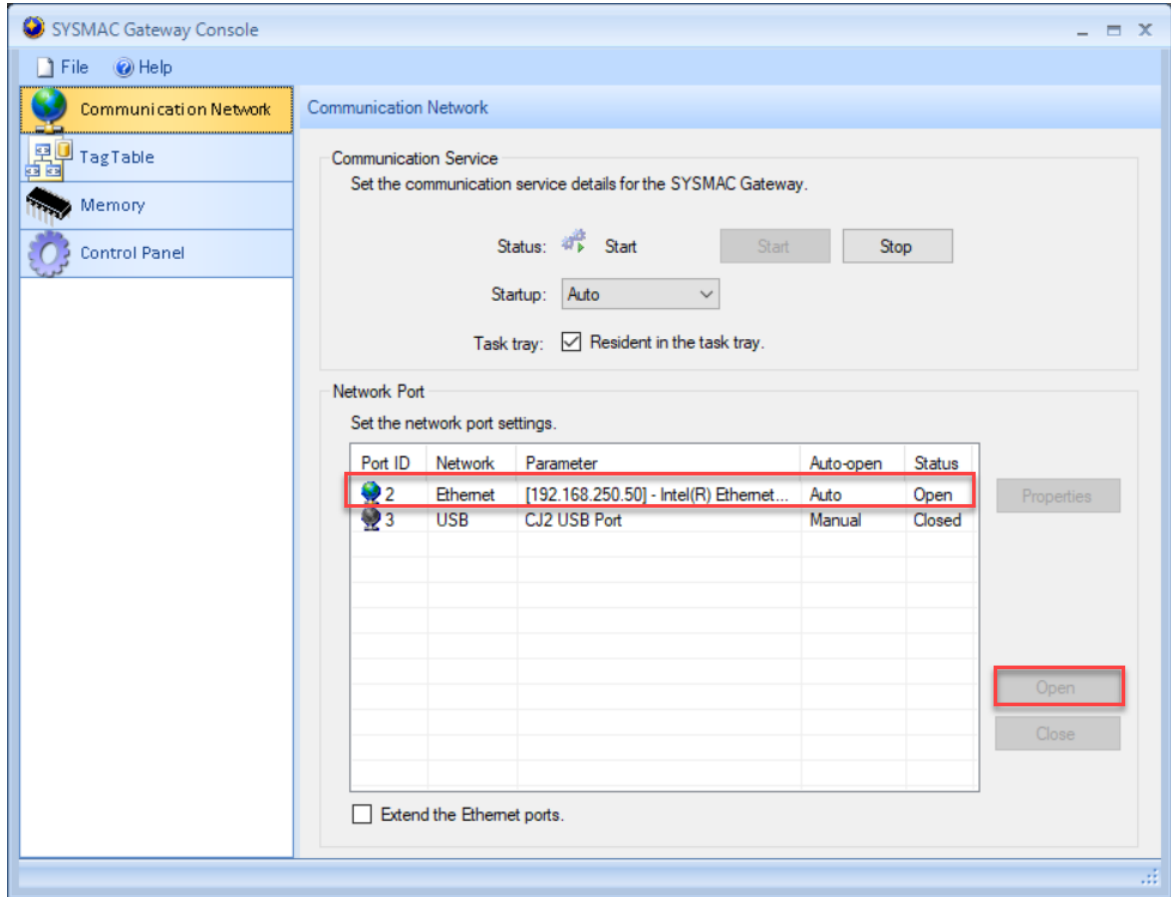 SYSMAC Gateway Console
File Help
Communication Network
TagTable
Memory
Control Panel
Communication Network
Communication Service
Set the communication service details for the SYSMAC Gateway.
Status: Start Start Stop
Startup: Auto
Task tray: Resident in the task tray.
Network Port
Set the network port settings.
Port ID Network Parameter Auto-open Status
2 Ethernet [192.168.250.50] - Intel(R) Ethernet... Auto Open
3 USB CJ2 USB Port Manual Closed
Properties
Open
Close
Extend the Ethernet ports.